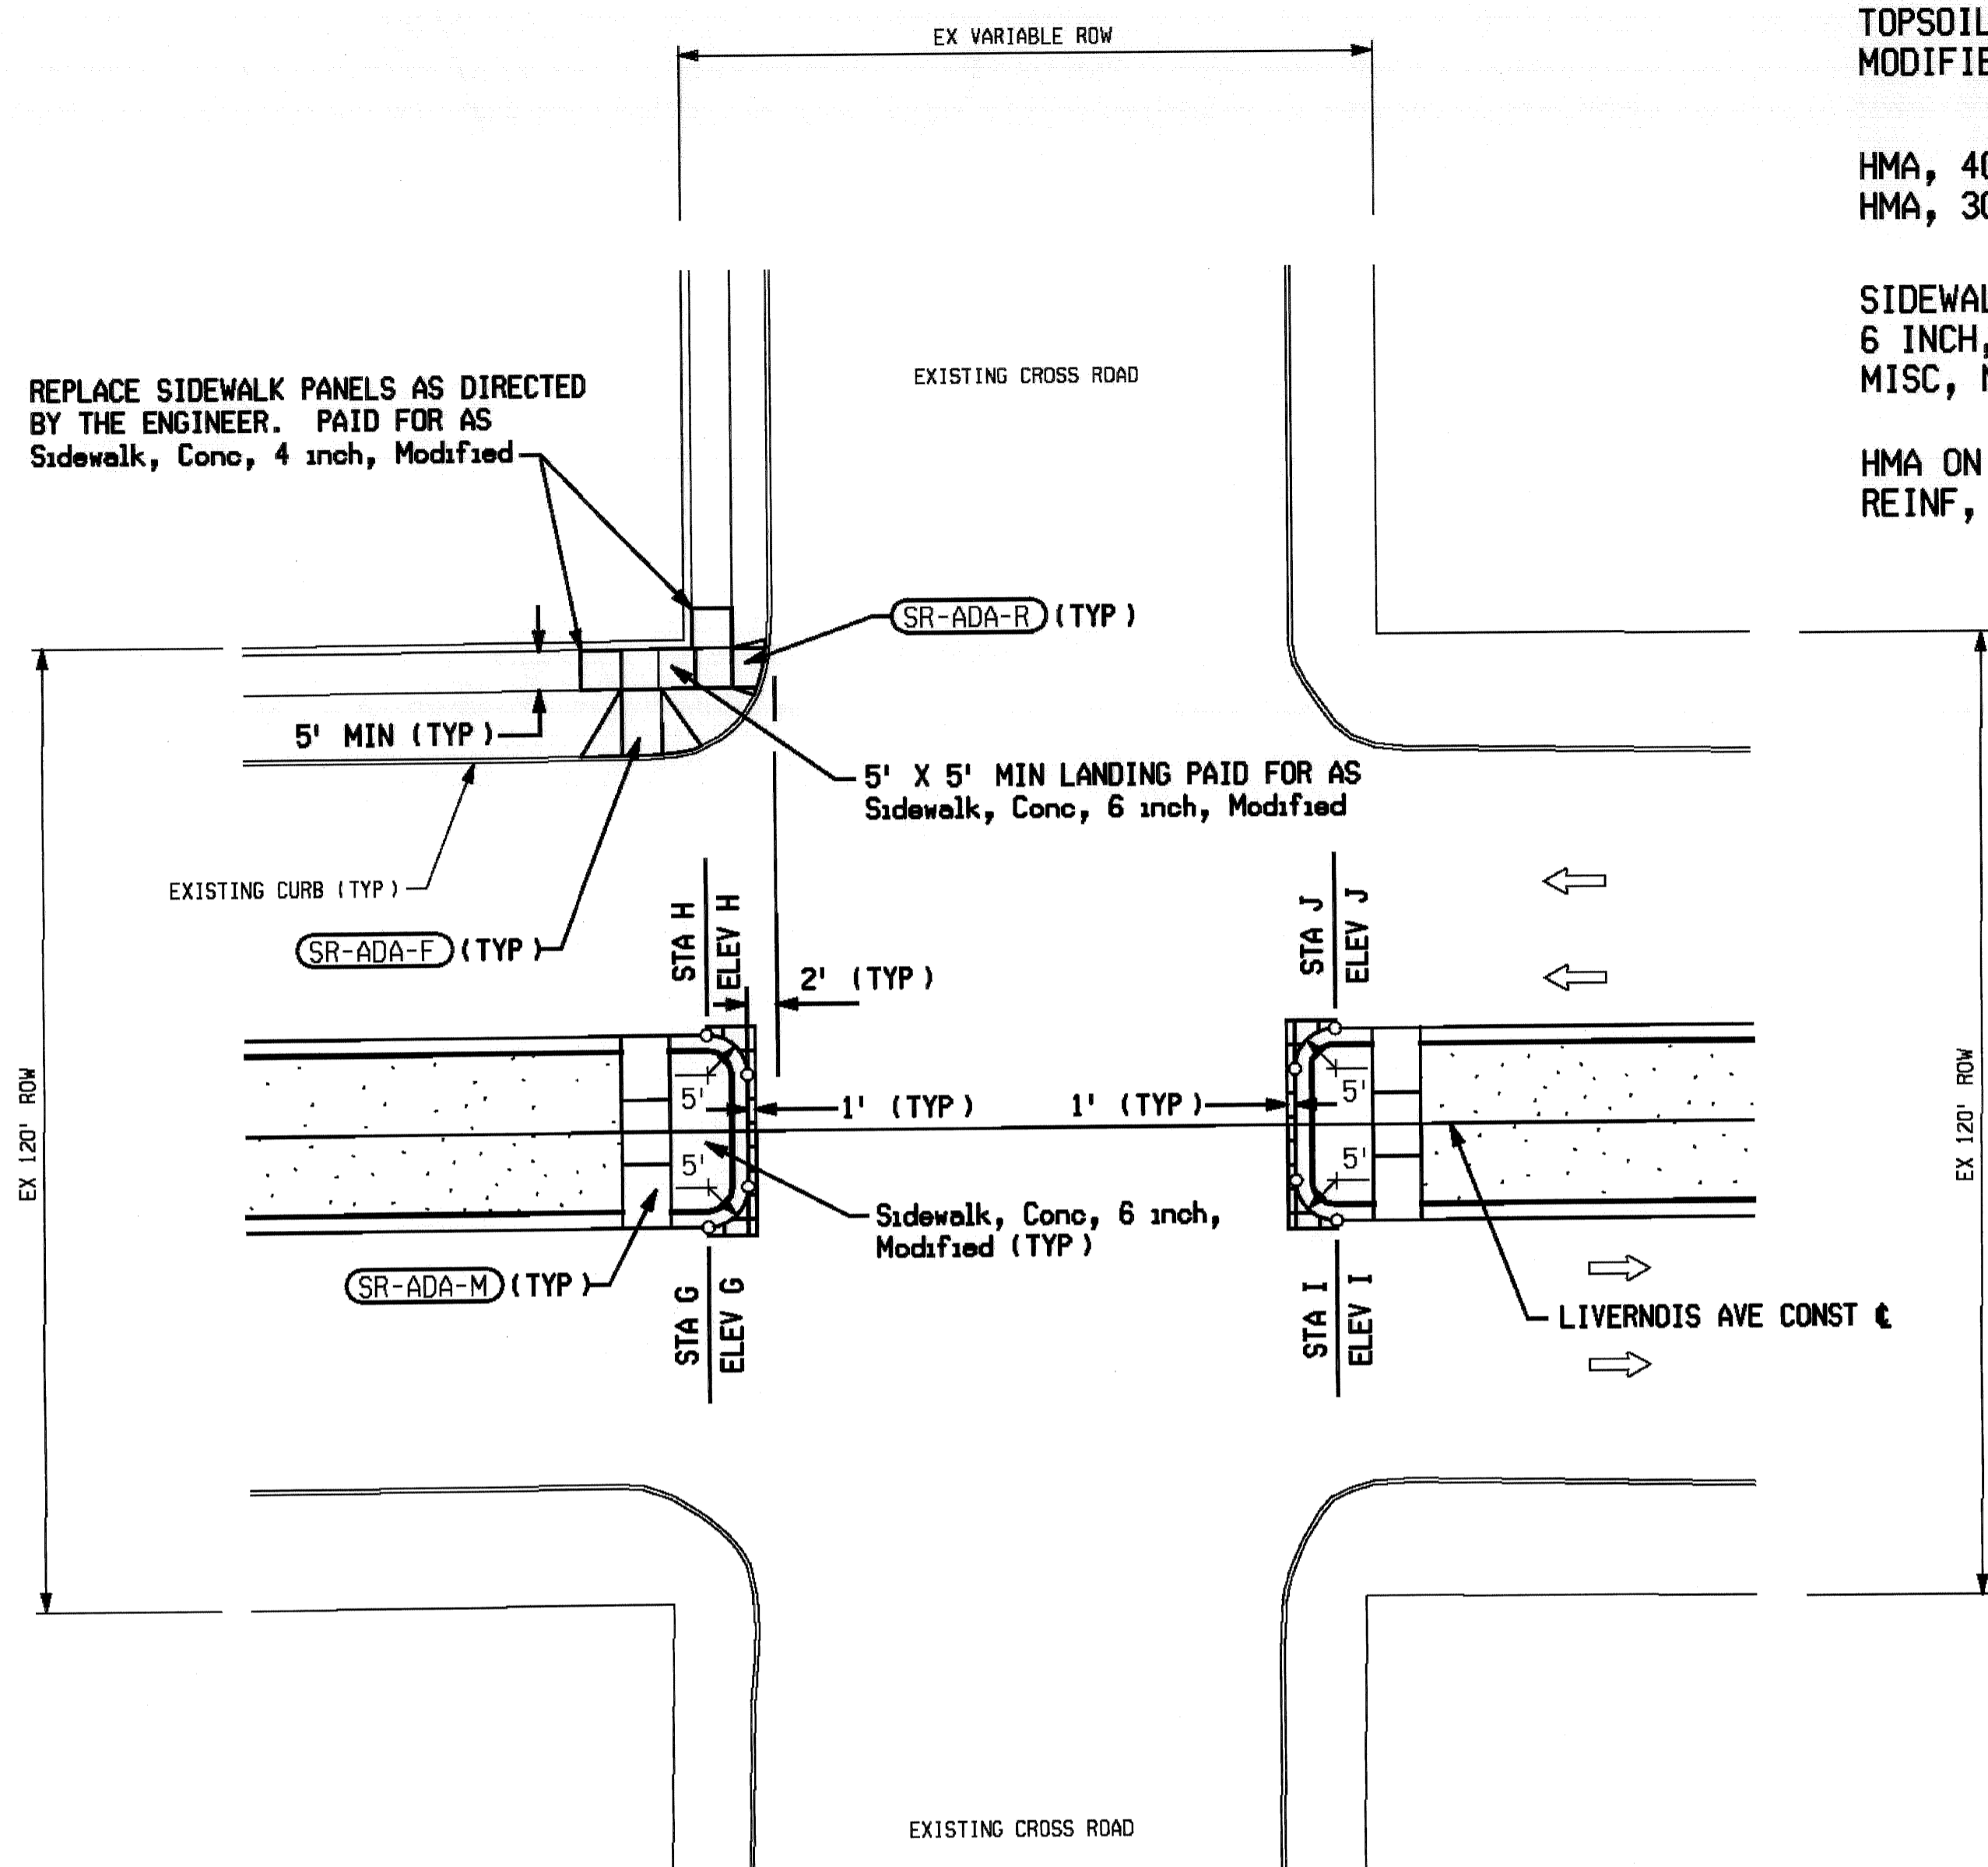 EX VARIABLE ROW
TOPSOIL
HMA,
HMA,
6 INCH,
MISC,
HMA ON
REINF,
EXISTING CROSS ROAD
REPLACE SIDEWALK PANELS AS DIRECTED
BY THE ENGINEER. PAID FOR AS
Sidewalk, Conc, 4 inch, Modified
SR-ADA-R (TYP)
5' MIN (TYP)
5' X 5' MIN LANDING PAID FOR AS
Sidewalk, Conc, 6 inch, Modified
EXISTING CURB (TYP)
SR-ADA-F (TYP)
STA H
ELEV H
STA J
ELEV J
2' (TYP)
EX 120' ROW
EX 120' ROW
5'
1' (TYP)
1' (TYP)
5'
5'
5'
Sidewalk, Conc, 6 inch,
Modified (TYP)
SR-ADA-M (TYP)
STA G
ELEV G
STA I
ELEV I
LIVERNOIS AVE CONST ℄
EXISTING CROSS ROAD